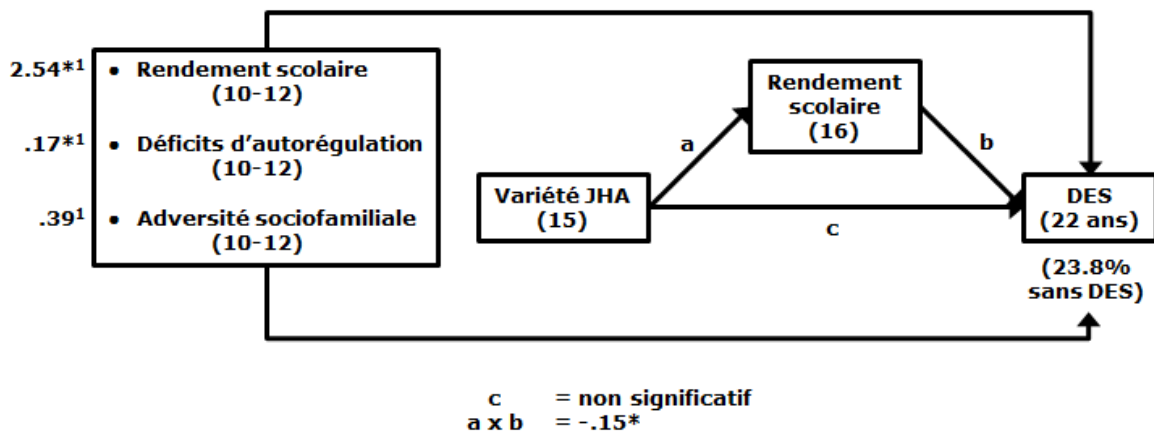 2.54*¹ • Rendement scolaire
(10-12)
.17*¹ • Déficits d'autorégulation
(10-12)
.39¹ • Adversité sociofamiliale
(10-12)
Rendement
scolaire
(16)
a
b
Variété JHA
(15)
c
DES
(22 ans)
(23.8%
sans DES)
c = non significatif
a x b = -.15*